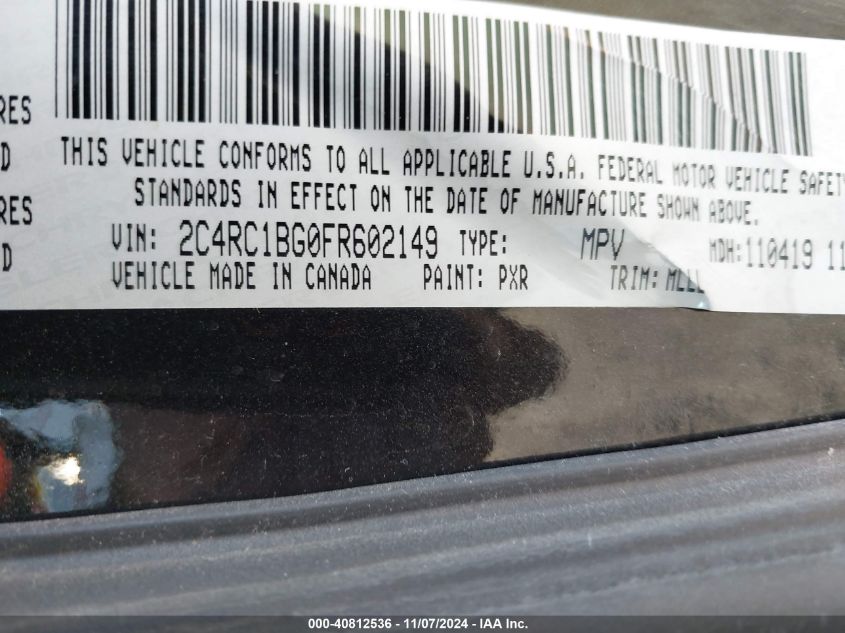 RES
D
THIS VEHICLE CONFORMS TO ALL APPLICABLE U.S.A. FEDERAL MOTOR VEHICLE SAFETY
STANDARDS IN EFFECT ON THE DATE OF MANUFACTURE SHOWN ABOVE.
RES
D
VIN: 2C4RC1BG0FR602149 TYPE: MPV MDH:110419 11
VEHICLE MADE IN CANADA PAINT: PXR TRIM: MLLL
000-40812536 - 11/07/2024 - IAA Inc.